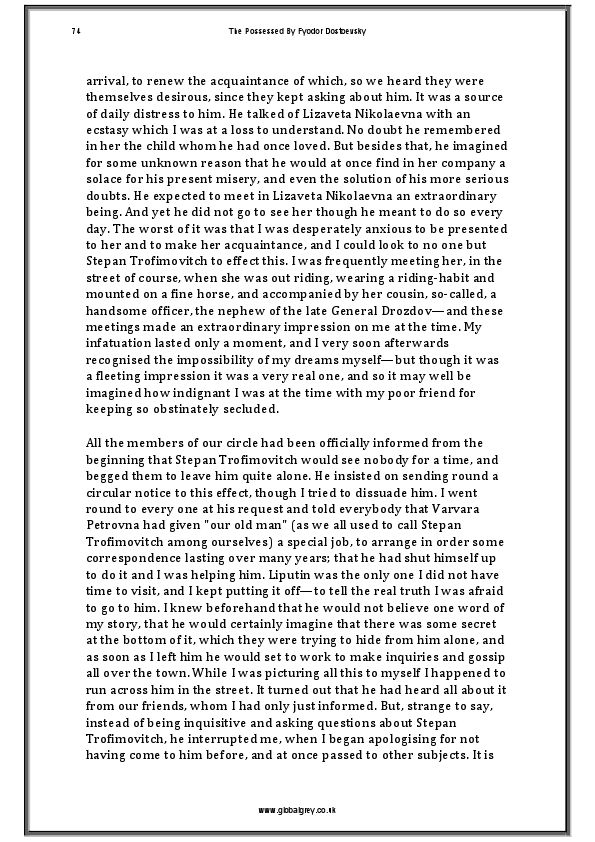 74
The Possessed By Fyodor Dostoevsky
arrival, to renew the acquaintance of which, so we heard they were
themselves desirous, since they kept asking about him. It was a source
of daily distress to him. He talked of Lizaveta Nikolaevna with an
ecstasy which I was at a loss to understand. No doubt he remembered
in her the child whom he had once loved. But besides that, he imagined
for some unknown reason that he would at once find in her company a
solace for his present misery, and even the solution of his more serious
doubts. He expected to meet in Lizaveta Nikolaevna an extraordinary
being. And yet he did not go to see her though he meant to do so every
day. The worst of it was that I was desperately anxious to be presented
to her and to make her acquaintance, and I could look to no one but
Stepan Trofimovitch to effect this. I was frequently meeting her, in the
street of course, when she was out riding, wearing a riding-habit and
mounted on a fine horse, and accompanied by her cousin, so-called, a
handsome officer, the nephew of the late General Drozdov—and these
meetings made an extraordinary impression on me at the time. My
infatuation lasted only a moment, and I very soon afterwards
recognised the impossibility of my dreams myself—but though it was
a fleeting impression it was a very real one, and so it may well be
imagined how indignant I was at the time with my poor friend for
keeping so obstinately secluded.
All the members of our circle had been officially informed from the
beginning that Stepan Trofimovitch would see nobody for a time, and
begged them to leave him quite alone. He insisted on sending round a
circular notice to this effect, though I tried to dissuade him. I went
round to every one at his request and told everybody that Varvara
Petrovna had given "our old man" (as we all used to call Stepan
Trofimovitch among ourselves) a special job, to arrange in order some
correspondence lasting over many years; that he had shut himself up
to do it and I was helping him. Liputin was the only one I did not have
time to visit, and I kept putting it off—to tell the real truth I was afraid
to go to him. I knew beforehand that he would not believe one word of
my story, that he would certainly imagine that there was some secret
at the bottom of it, which they were trying to hide from him alone, and
as soon as I left him he would set to work to make inquiries and gossip
all over the town. While I was picturing all this to myself I happened to
run across him in the street. It turned out that he had heard all about it
from our friends, whom I had only just informed. But, strange to say,
instead of being inquisitive and asking questions about Stepan
Trofimovitch, he interrupted me, when I began apologising for not
having come to him before, and at once passed to other subjects. It is
www.globalgrey.co.uk